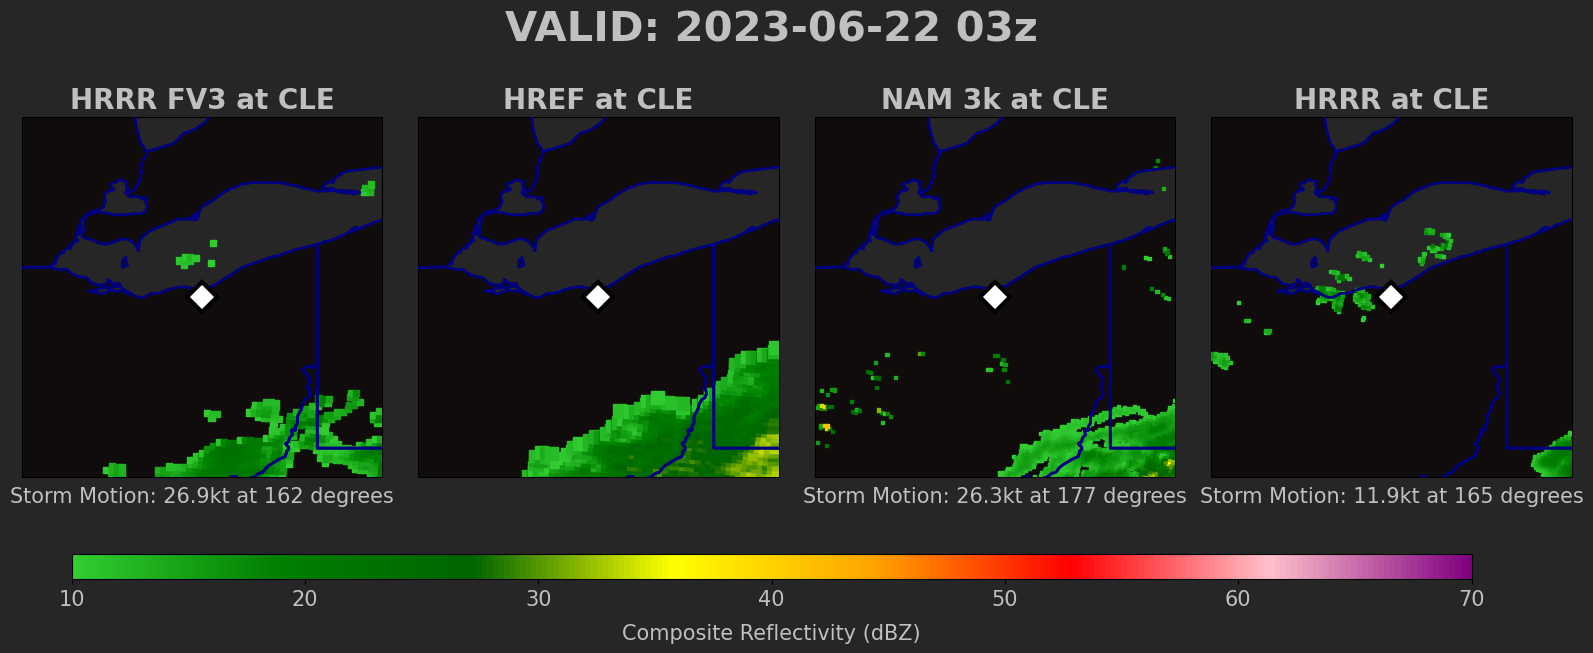 VALID: 2023-06-22 03z
HRRR FV3 at CLE
HREF at CLE
NAM 3k at CLE
HRRR at CLE
Storm Motion: 26.9kt at 162 degrees
Storm Motion: 26.3kt at 177 degrees
Storm Motion: 11.9kt at 165 degrees
10 20 30 40 50 60 70
Composite Reflectivity (dBZ)